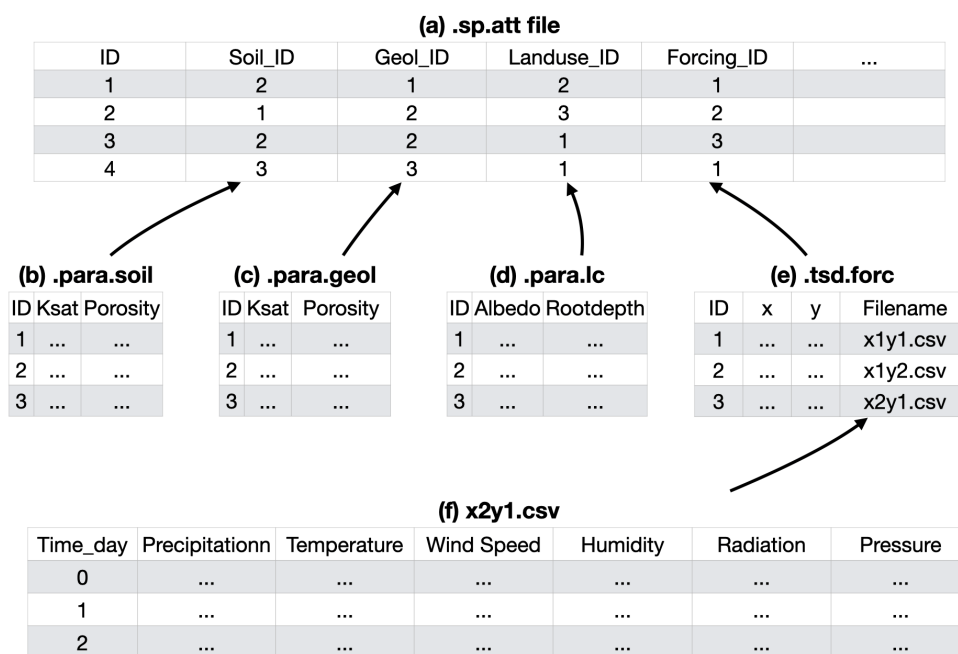 (a) .sp.att file
ID Soil_ID Geol_ID Landuse_ID Forcing_ID ...
1 2 1 2 1
2 1 2 3 2
3 2 2 1 3
4 3 3 1 1
(b) .para.soil (c) .para.geol (d) .para.lc (e) .tsd.forc
ID Ksat Porosity ID Ksat Porosity ID Albedo Rootdepth ID x y Filename
1 ... ... 1 ... ... 1 ... ... 1 ... ... x1y1.csv
2 ... ... 2 ... ... 2 ... ... 2 ... ... x1y2.csv
3 ... ... 3 ... ... 3 ... ... 3 ... ... x2y1.csv
(f) x2y1.csv
Time_day Precipitationn Temperature Wind Speed Humidity Radiation Pressure
0 ... ... ... ... ... ...
1 ... ... ... ... ... ...
2 ... ... ... ... ... ...